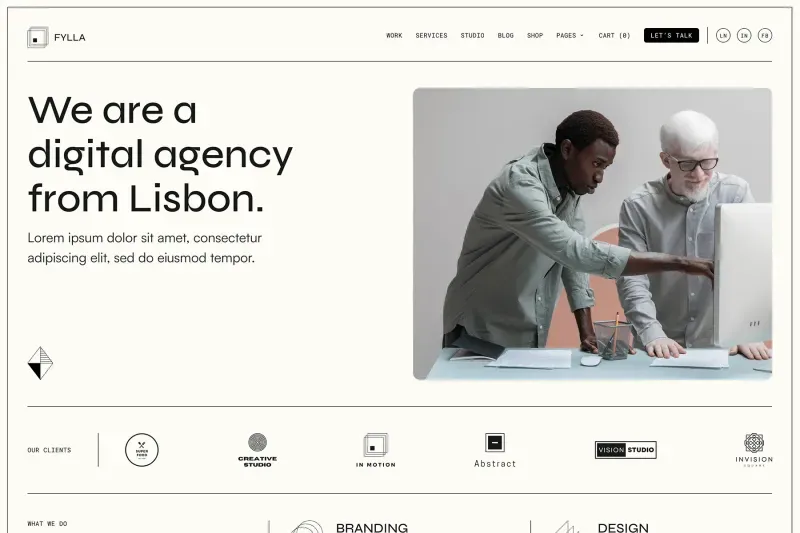 FYLLA
WORK SERVICES STUDIO BLOG SHOP PAGES CART (0) LET'S TALK LN IN FB
We are a
digital agency
from Lisbon.
Lorem ipsum dolor sit amet, consectetur
adipiscing elit, sed do eiusmod tempor.
OUR CLIENTS
SUPER
FOOD
CREATIVE
STUDIO
IN MOTION
Abstract
VISION STUDIO
INVISION
SQUARE
WHAT WE DO
BRANDING
DESIGN